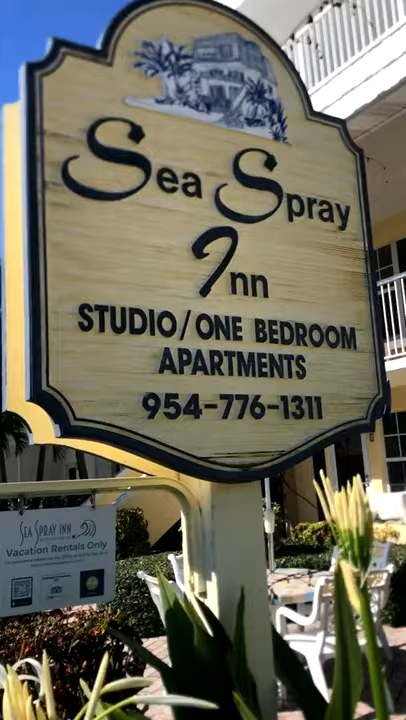 Sea Spray
Inn
STUDIO/ONE BEDROOM
APARTMENTS
954-776-1311
SEA SPRAY INN
Vacation Rentals Only